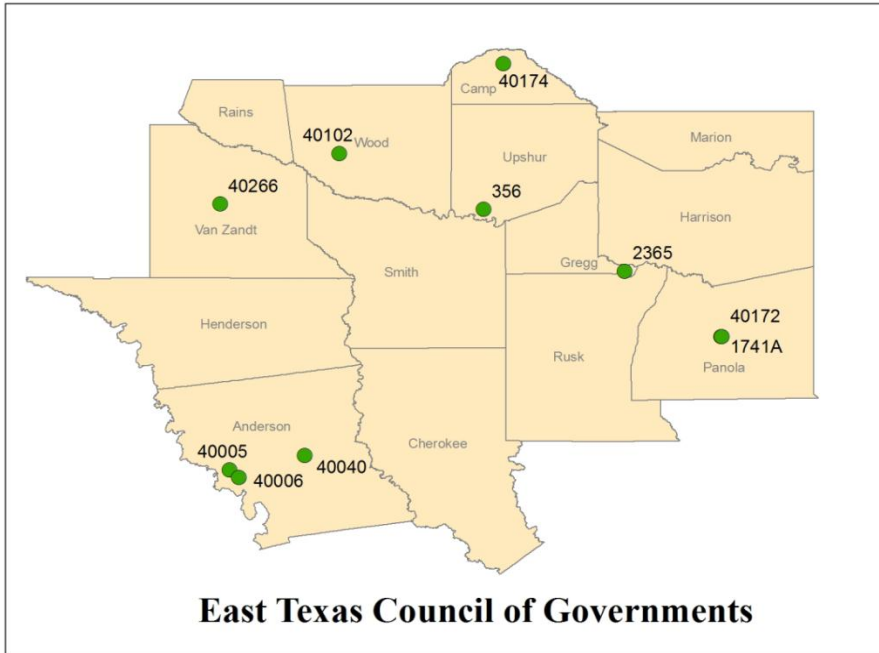 40174
Camp
Rains
40102
Wood
Marion
Upshur
40266
356
Van Zandt
Harrison
2365
Gregg
Smith
Henderson
40172
1741A
Panola
Rusk
Anderson
Cherokee
40005
40006
40040
East Texas Council of Governments